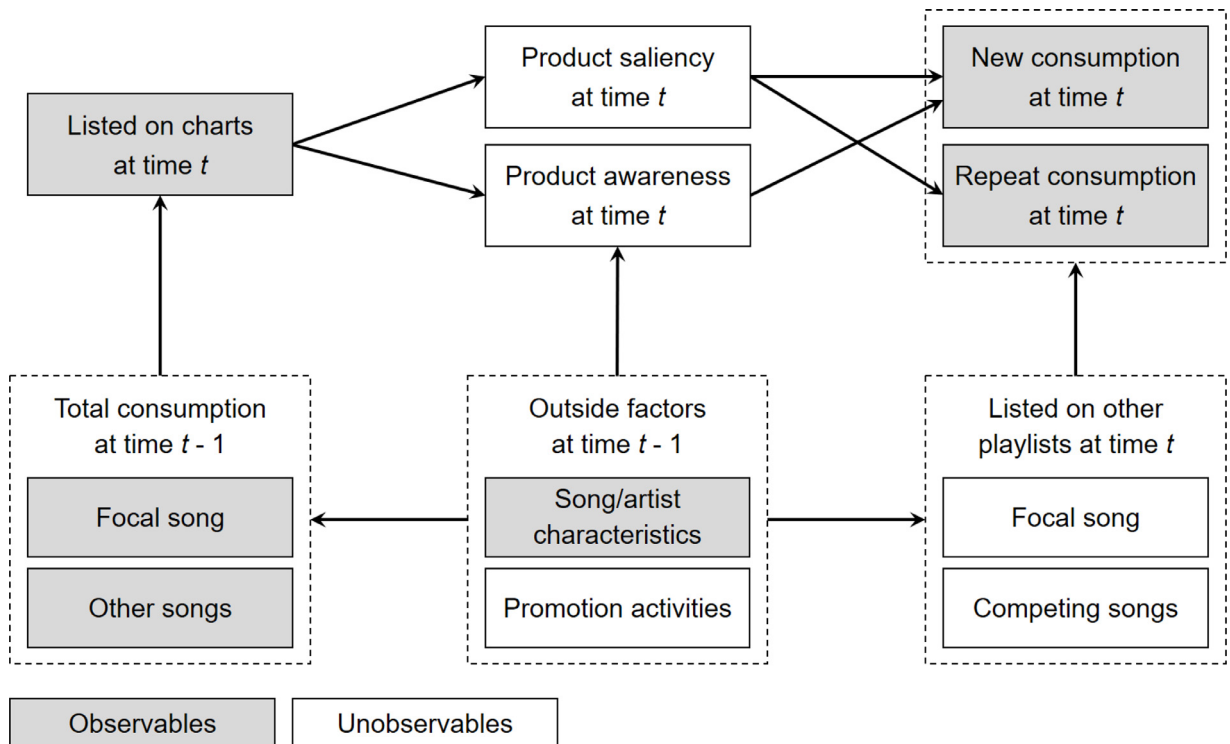 Listed on charts
at time t
Product saliency
at time t
Product awareness
at time t
New consumption
at time t
Repeat consumption
at time t
Total consumption
at time t - 1
Focal song
Other songs
Outside factors
at time t - 1
Song/artist
characteristics
Promotion activities
Listed on other
playlists at time t
Focal song
Competing songs
Observables
Unobservables